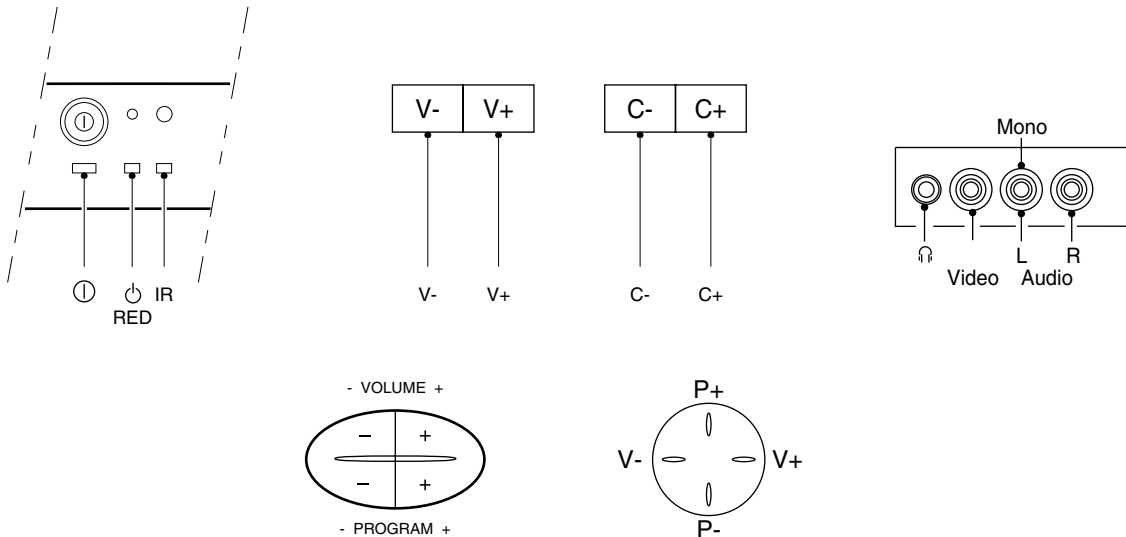 V- V+
C- C+
Mono
IR
RED
V- V+
C- C+
L R
Video Audio
- VOLUME +
− +
− +
- PROGRAM +
P+
V- V+
P-